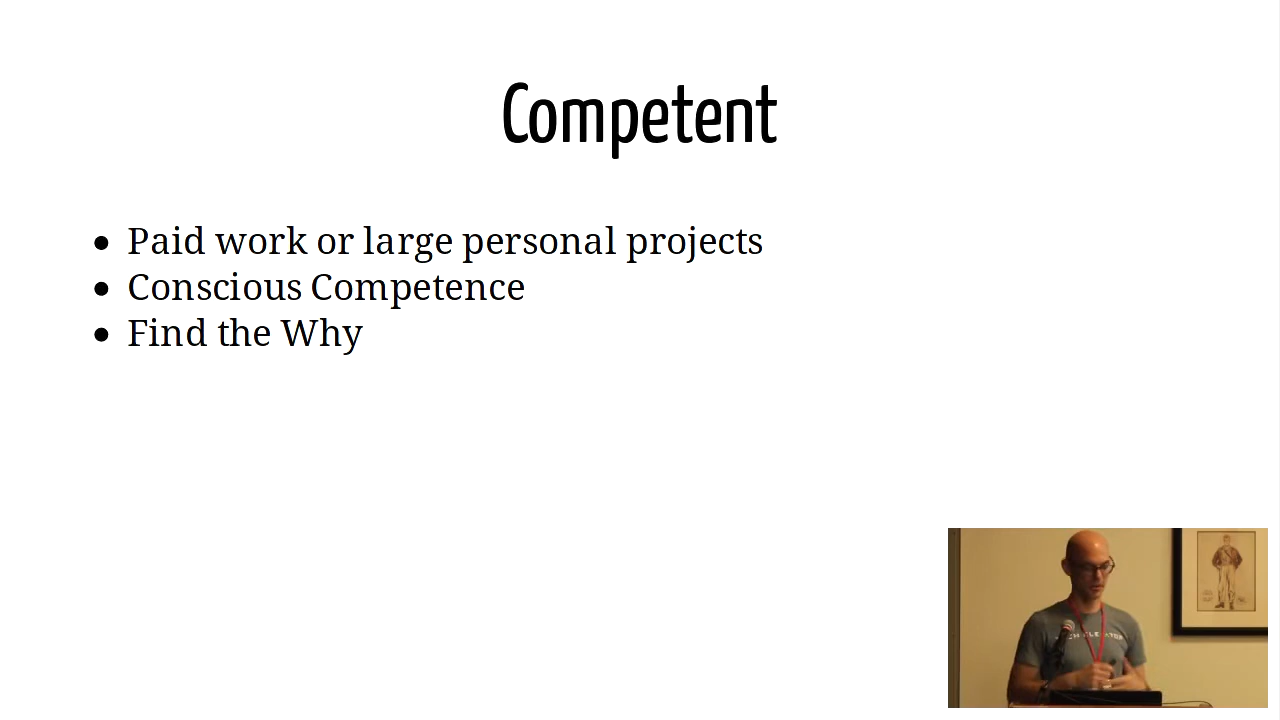 Competent
Paid work or large personal projects
Conscious Competence
Find the Why